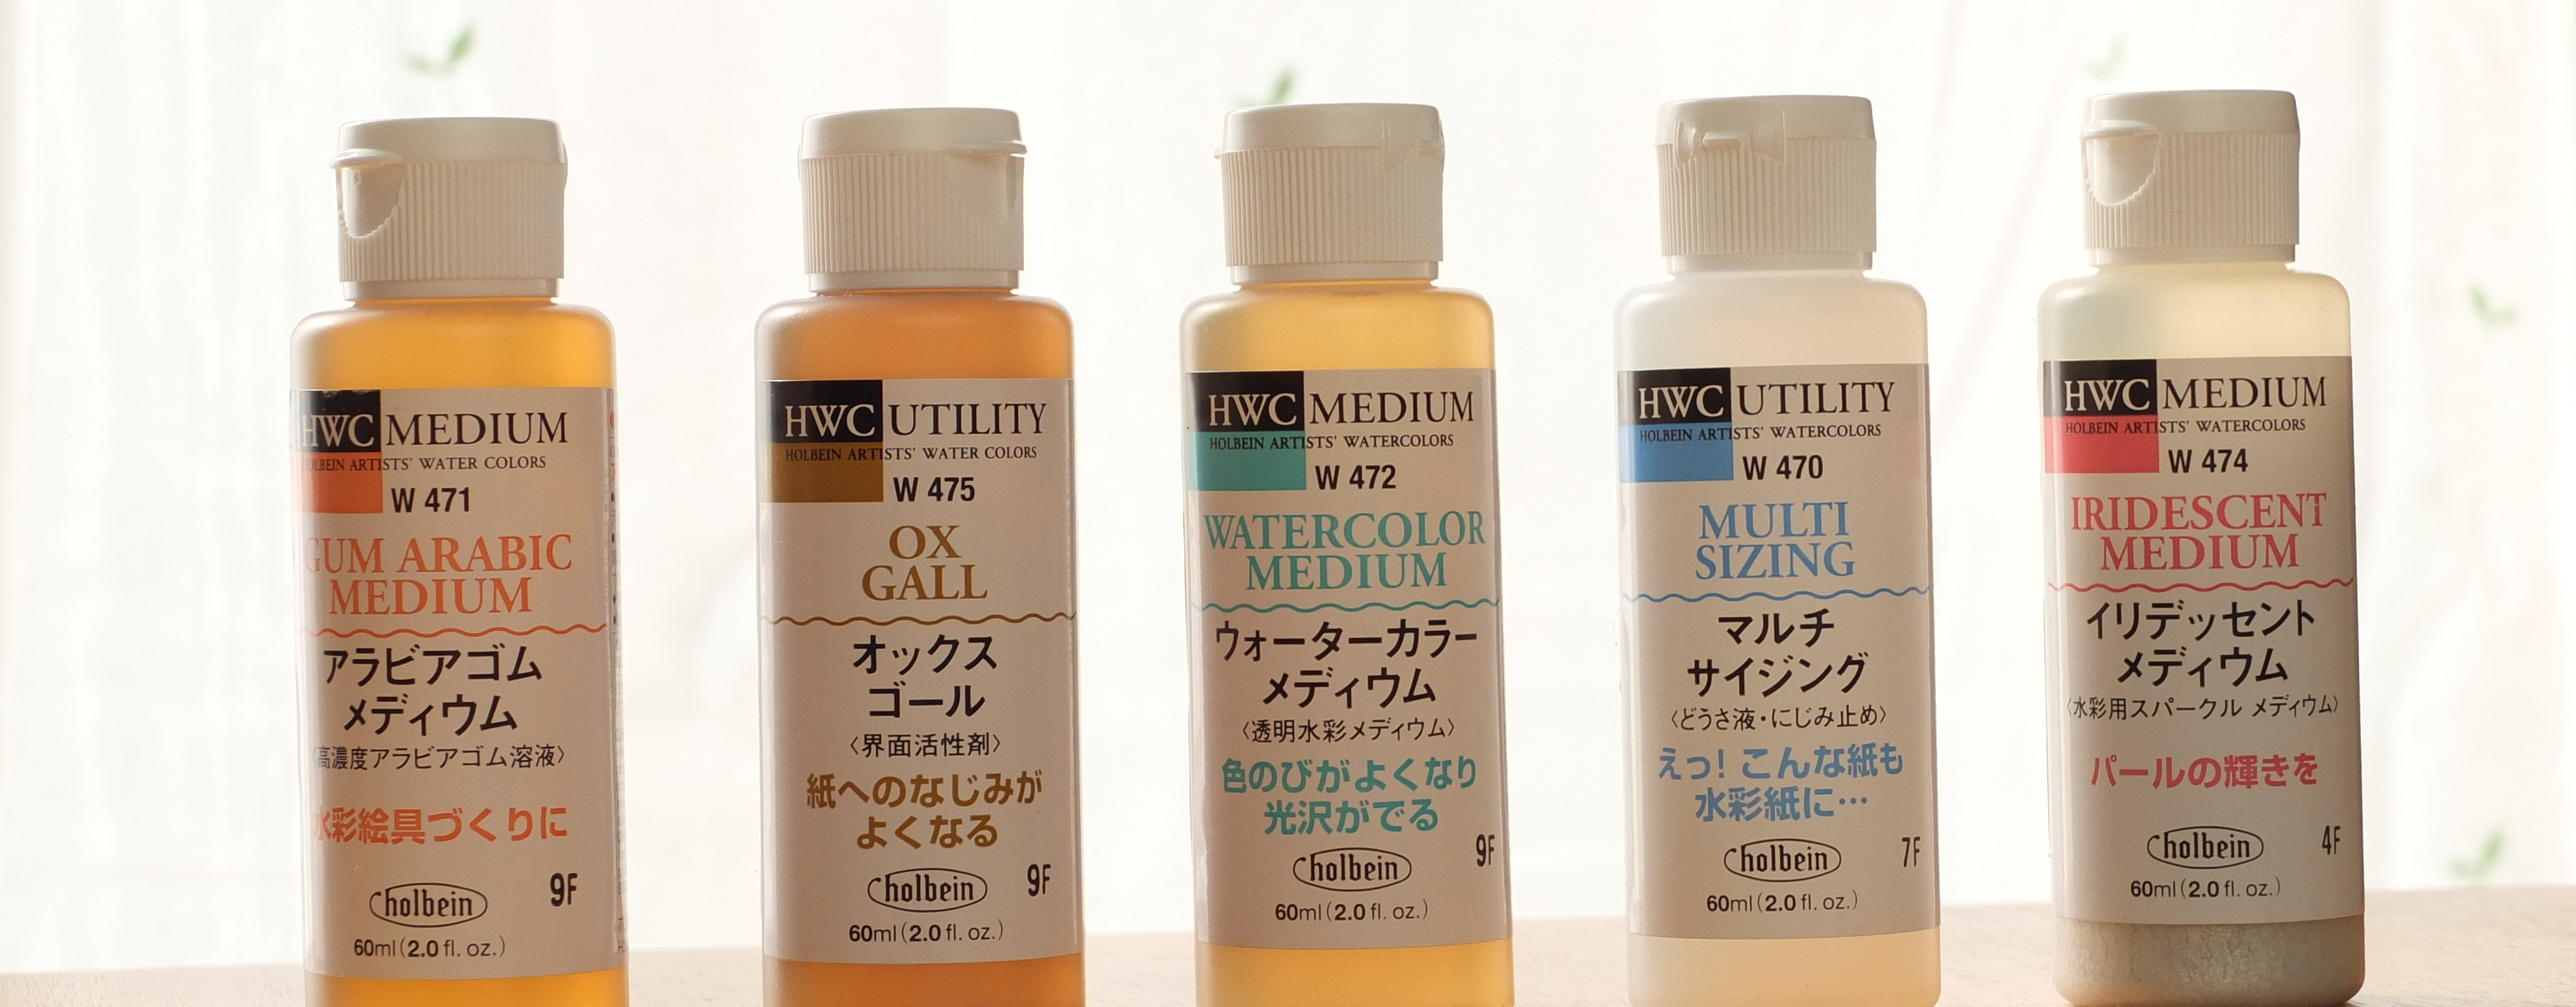 HWC MEDIUM
HOLBEIN ARTISTS' WATER COLORS
W 471
GUM ARABIC
MEDIUM
アラビアゴム
メディウム
〈高濃度アラビアゴム溶液〉
水彩絵具づくりに
9F
holbein
60ml (2.0 fl. oz.)
HWC UTILITY
HOLBEIN ARTISTS' WATER COLORS
W 475
OX
GALL
オックス
ゴール
〈界面活性剤〉
紙へのなじみが
よくなる
9F
holbein
60ml (2.0 fl. oz.)
HWC MEDIUM
HOLBEIN ARTISTS' WATERCOLORS
W 472
WATERCOLOR
MEDIUM
ウォーターカラー
メディウム
〈透明水彩メディウム〉
色のびがよくなり
光沢がでる
9F
holbein
60ml (2.0 fl. oz.)
HWC UTILITY
HOLBEIN ARTISTS' WATERCOLORS
W 470
MULTI
SIZING
マルチ
サイジング
〈どうさ液・にじみ止め〉
えっ! こんな紙も
水彩紙に…
7F
holbein
60ml (2.0 fl. oz.)
HWC MEDIUM
HOLBEIN ARTISTS' WATERCOLORS
W 474
IRIDESCENT
MEDIUM
イリデッセント
メディウム
〈水彩用スパークル メディウム〉
パールの輝きを
4F
holbein
60ml (2.0 fl. oz.)